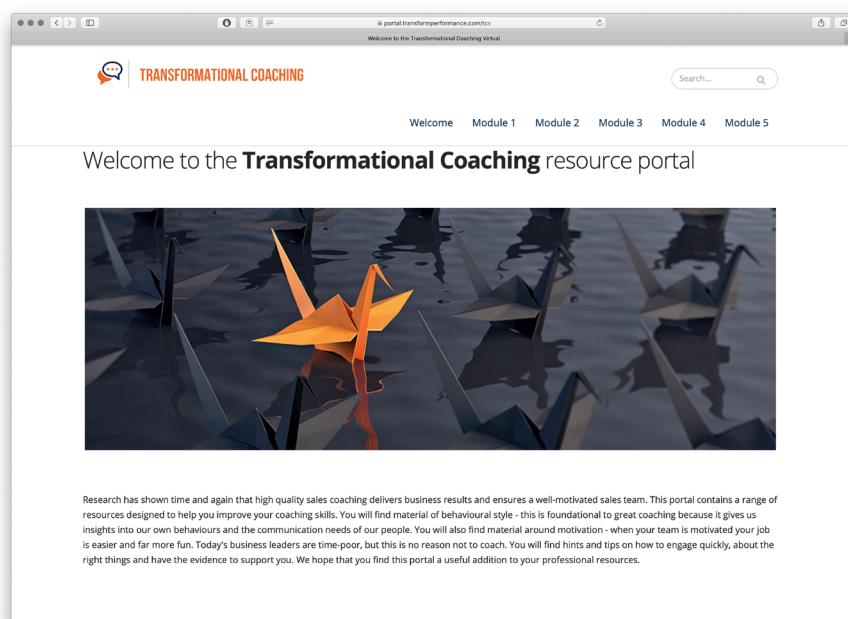 portal.transformperformance.com/tcv
Welcome to the Transformational Coaching Virtual
TRANSFORMATIONAL COACHING
Search...
Welcome Module 1 Module 2 Module 3 Module 4 Module 5
Welcome to the Transformational Coaching resource portal
Research has shown time and again that high quality sales coaching delivers business results and ensures a well-motivated sales team. This portal contains a range of
resources designed to help you improve your coaching skills. You will find material of behavioural style - this is foundational to great coaching because it gives us
insights into our own behaviours and the communication needs of our people. You will also find material around motivation - when your team is motivated your job
is easier and far more fun. Today's business leaders are time-poor, but this is no reason not to coach. You will find hints and tips on how to engage quickly, about the
right things and have the evidence to support you. We hope that you find this portal a useful addition to your professional resources.